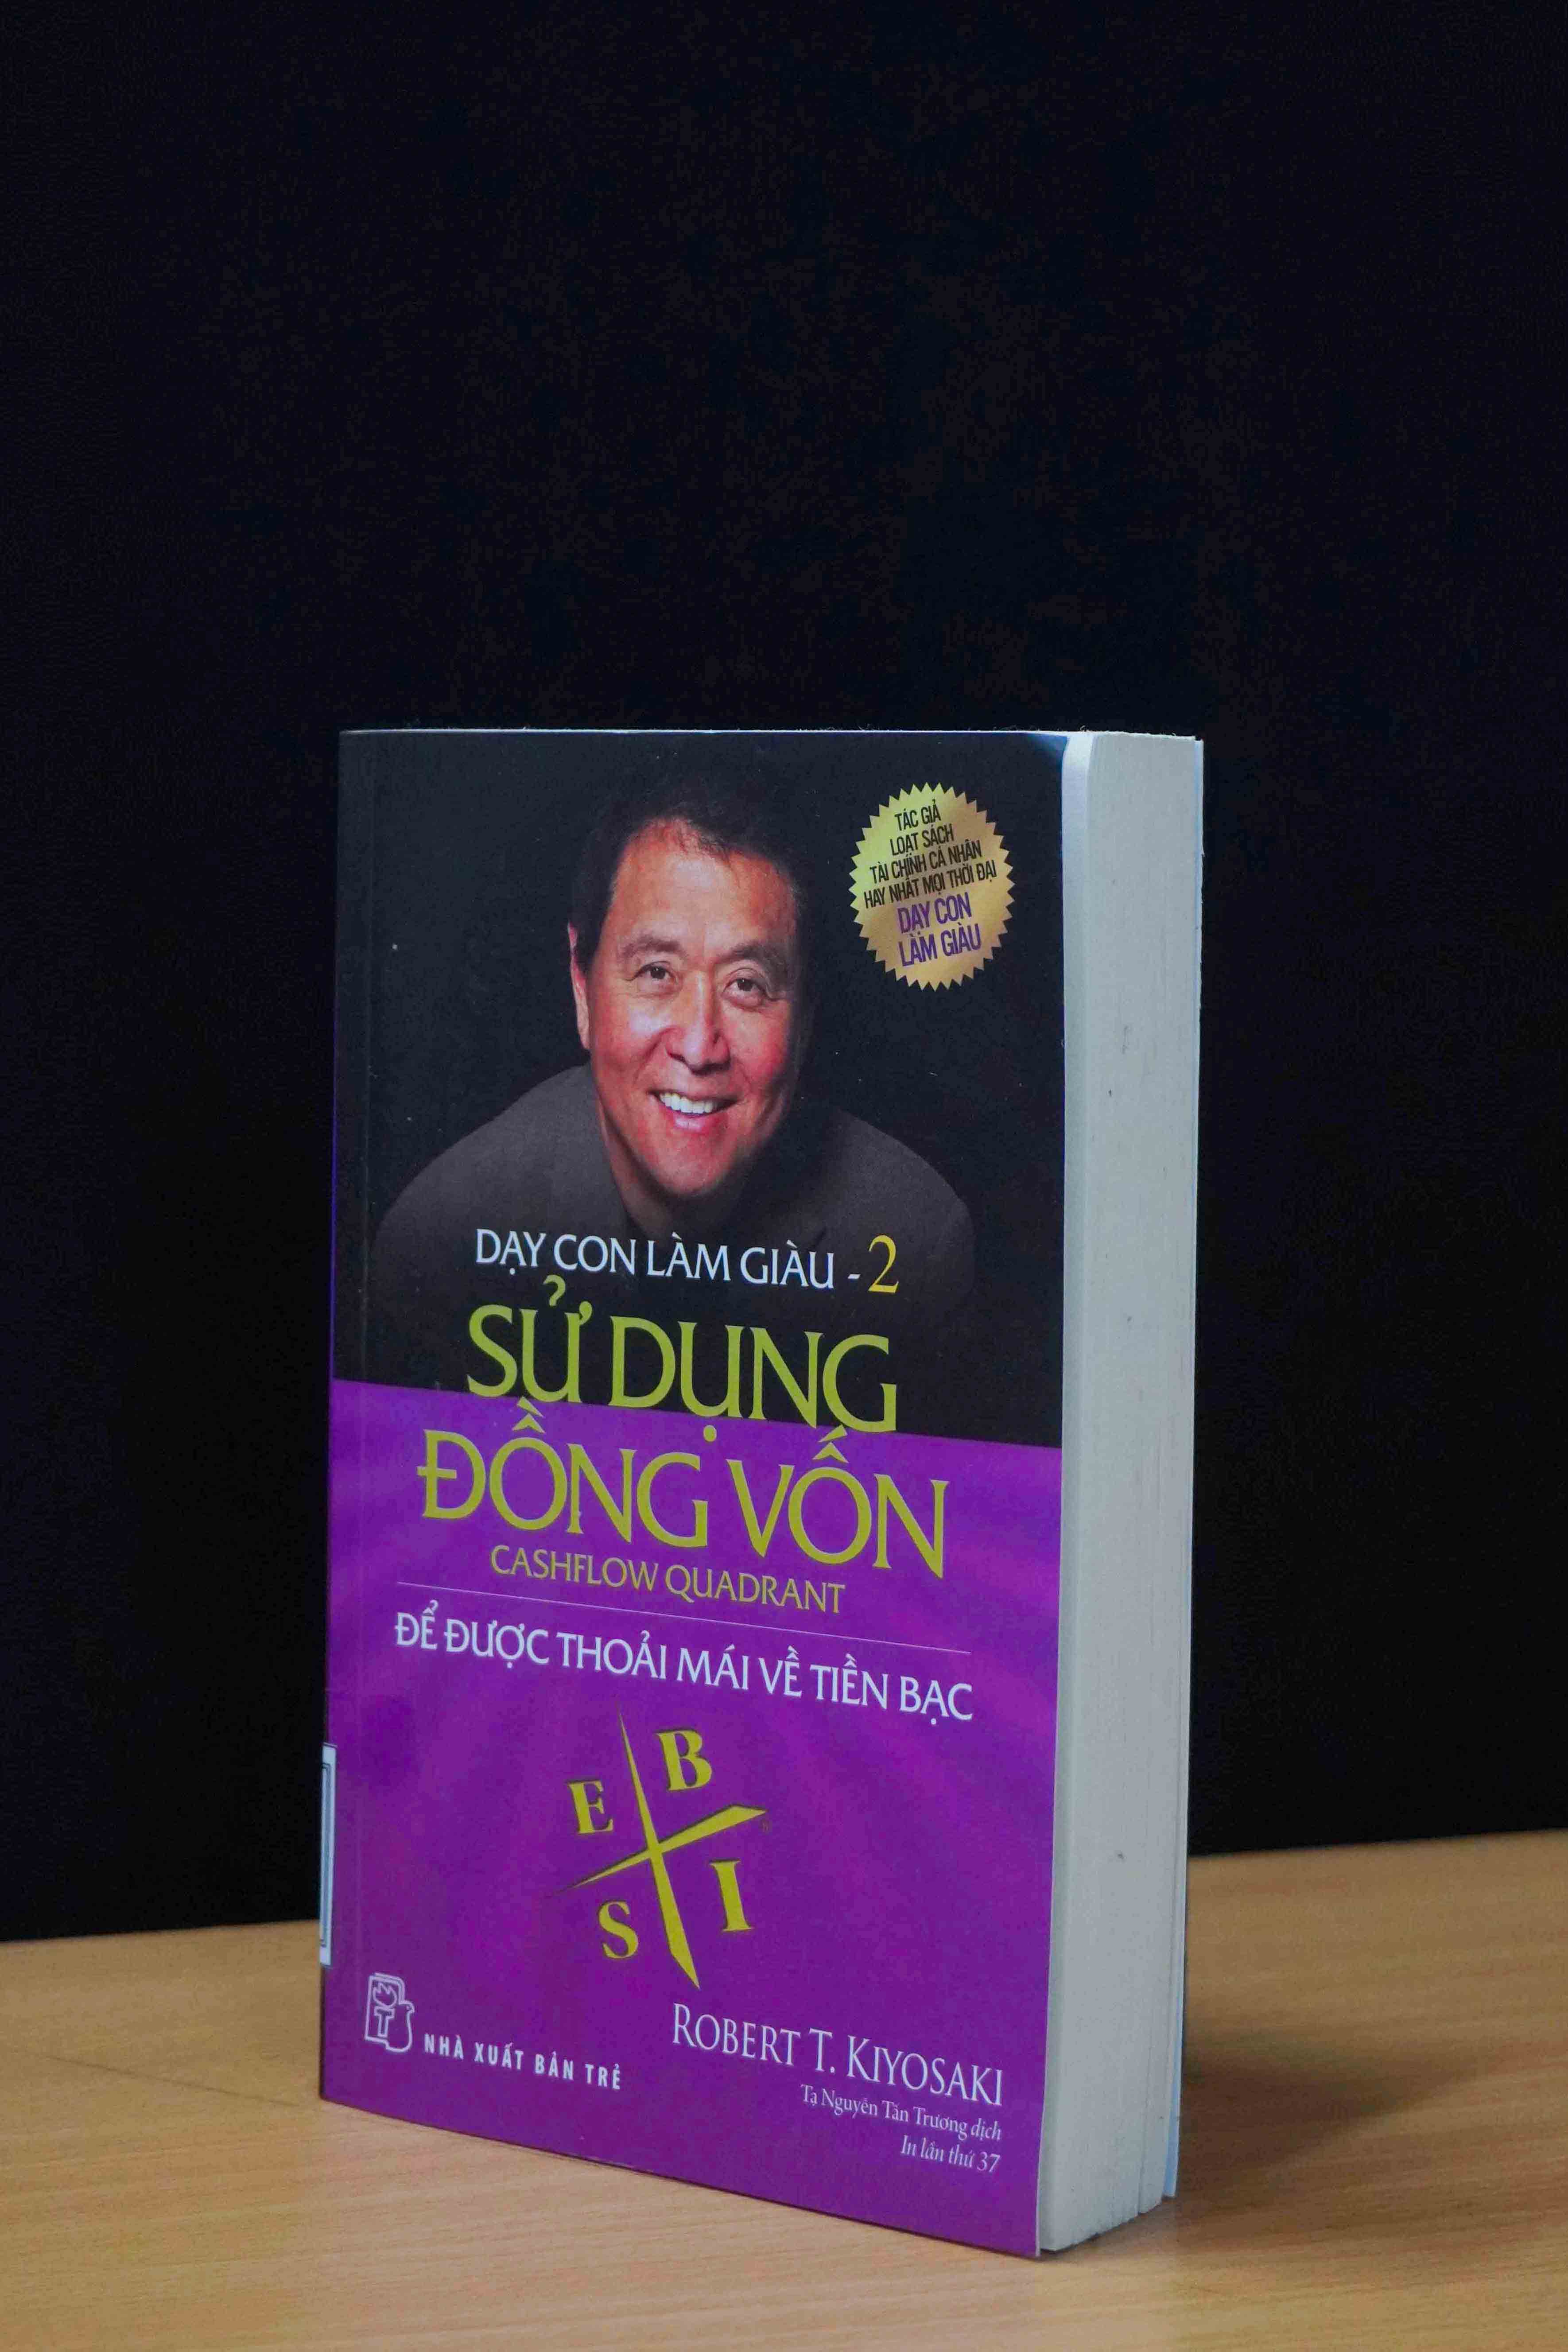 TÁC GIẢ
LOẠT SÁCH
TÀI CHÍNH CÁ NHÂN
HAY NHẤT MỌI THỜI ĐẠI
DẠY CON
LÀM GIÀU
DẠY CON LÀM GIÀU - 2
SỬ DỤNG
ĐỒNG VỐN
CASHFLOW QUADRANT
ĐỂ ĐƯỢC THOẢI MÁI VỀ TIỀN BẠC
E B
S I
ROBERT T. KIYOSAKI
T
NHÀ XUẤT BẢN TRẺ
Tạ Nguyễn Tấn Trương dịch
In lần thứ 37